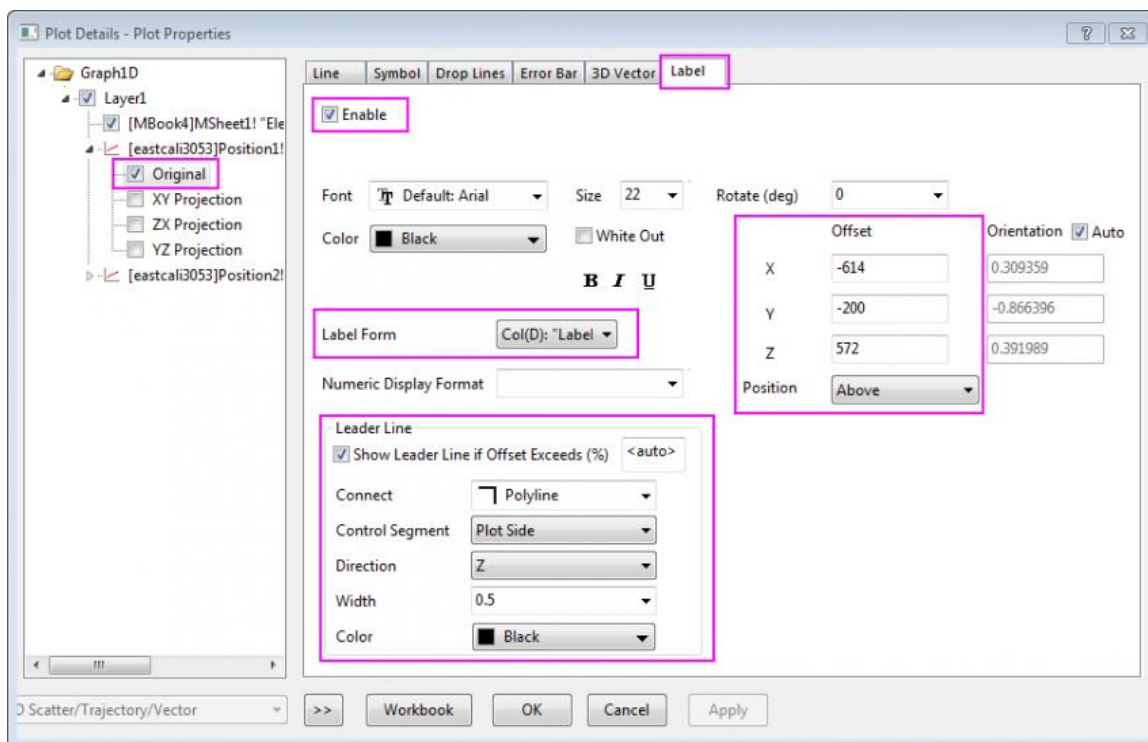 Plot Details - Plot Properties
Graph1D
Layer1
[MBook4]MSheet1! "Ele
[eastcali3053]Position1!
Original
XY Projection
ZX Projection
YZ Projection
[eastcali3053]Position2!
Line Symbol Drop Lines Error Bar 3D Vector Label
Enable
Font Default: Arial Size 22 Rotate (deg) 0
Color Black White Out
B I U
Offset Orientation Auto
X -614 0.309359
Y -200 -0.866396
Z 572 0.391989
Position Above
Label Form Col(D): "Label
Numeric Display Format
Leader Line
Show Leader Line if Offset Exceeds (%) <auto>
Connect Polyline
Control Segment Plot Side
Direction Z
Width 0.5
Color Black
D Scatter/Trajectory/Vector >> Workbook OK Cancel Apply